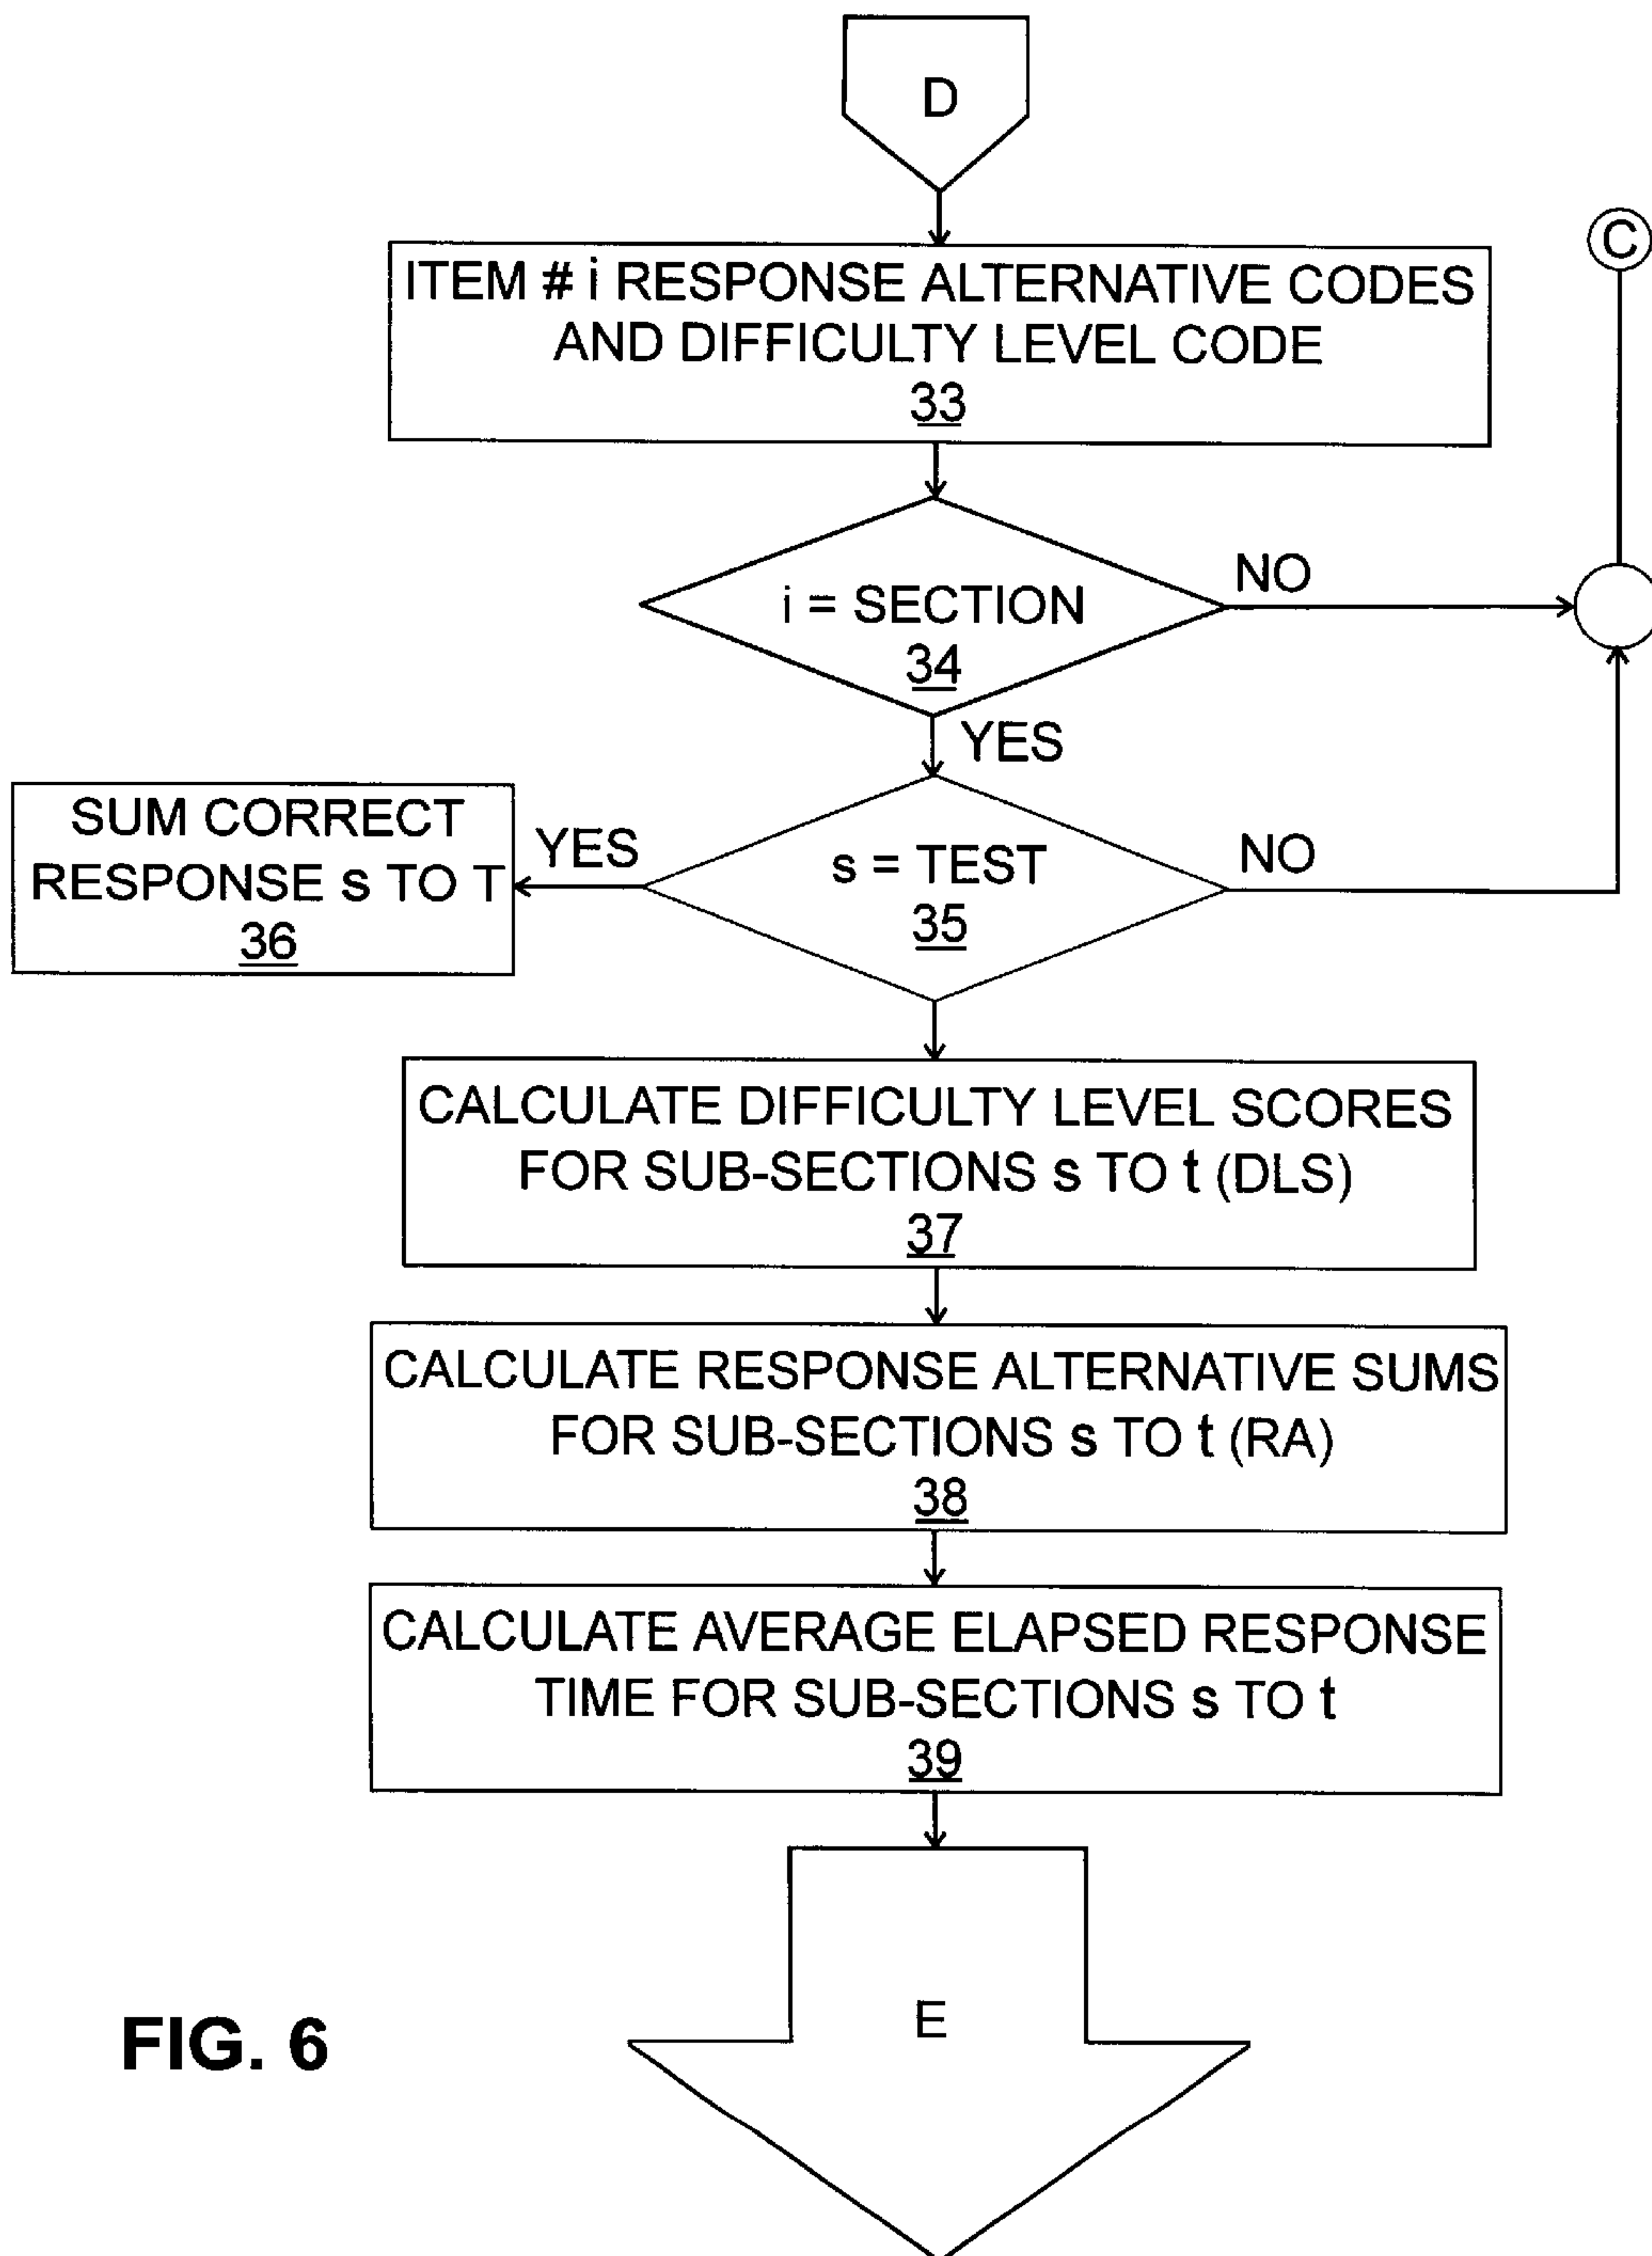 D
C
ITEM # i RESPONSE ALTERNATIVE CODES
AND DIFFICULTY LEVEL CODE
33
i = SECTION
34
NO
YES
SUM CORRECT
RESPONSE s TO T
36
YES
s = TEST
35
NO
CALCULATE DIFFICULTY LEVEL SCORES
FOR SUB-SECTIONS s TO t (DLS)
37
CALCULATE RESPONSE ALTERNATIVE SUMS
FOR SUB-SECTIONS s TO t (RA)
38
CALCULATE AVERAGE ELAPSED RESPONSE
TIME FOR SUB-SECTIONS s TO t
39
E
FIG. 6